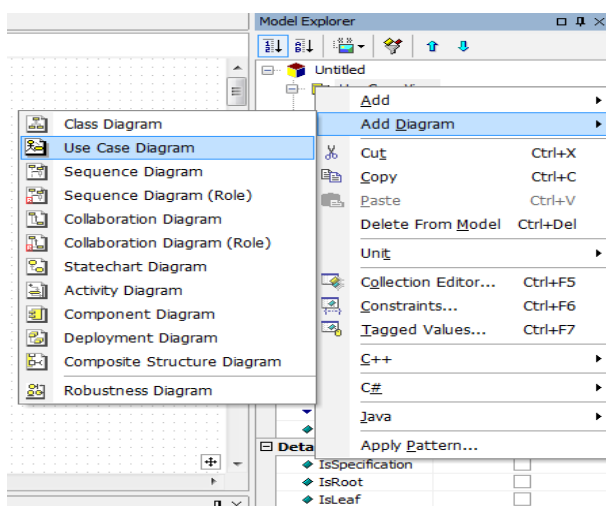 Model Explorer
Untitled
Add
Add Diagram
Cut Ctrl+X
Copy Ctrl+C
Paste Ctrl+V
Delete From Model Ctrl+Del
Unit
Collection Editor... Ctrl+F5
Constraints... Ctrl+F6
Tagged Values... Ctrl+F7
C++
C#
Java
Apply Pattern...
Class Diagram
Use Case Diagram
Sequence Diagram
Sequence Diagram (Role)
Collaboration Diagram
Collaboration Diagram (Role)
Statechart Diagram
Activity Diagram
Component Diagram
Deployment Diagram
Composite Structure Diagram
Robustness Diagram
IsSpecification
IsRoot
IsLeaf